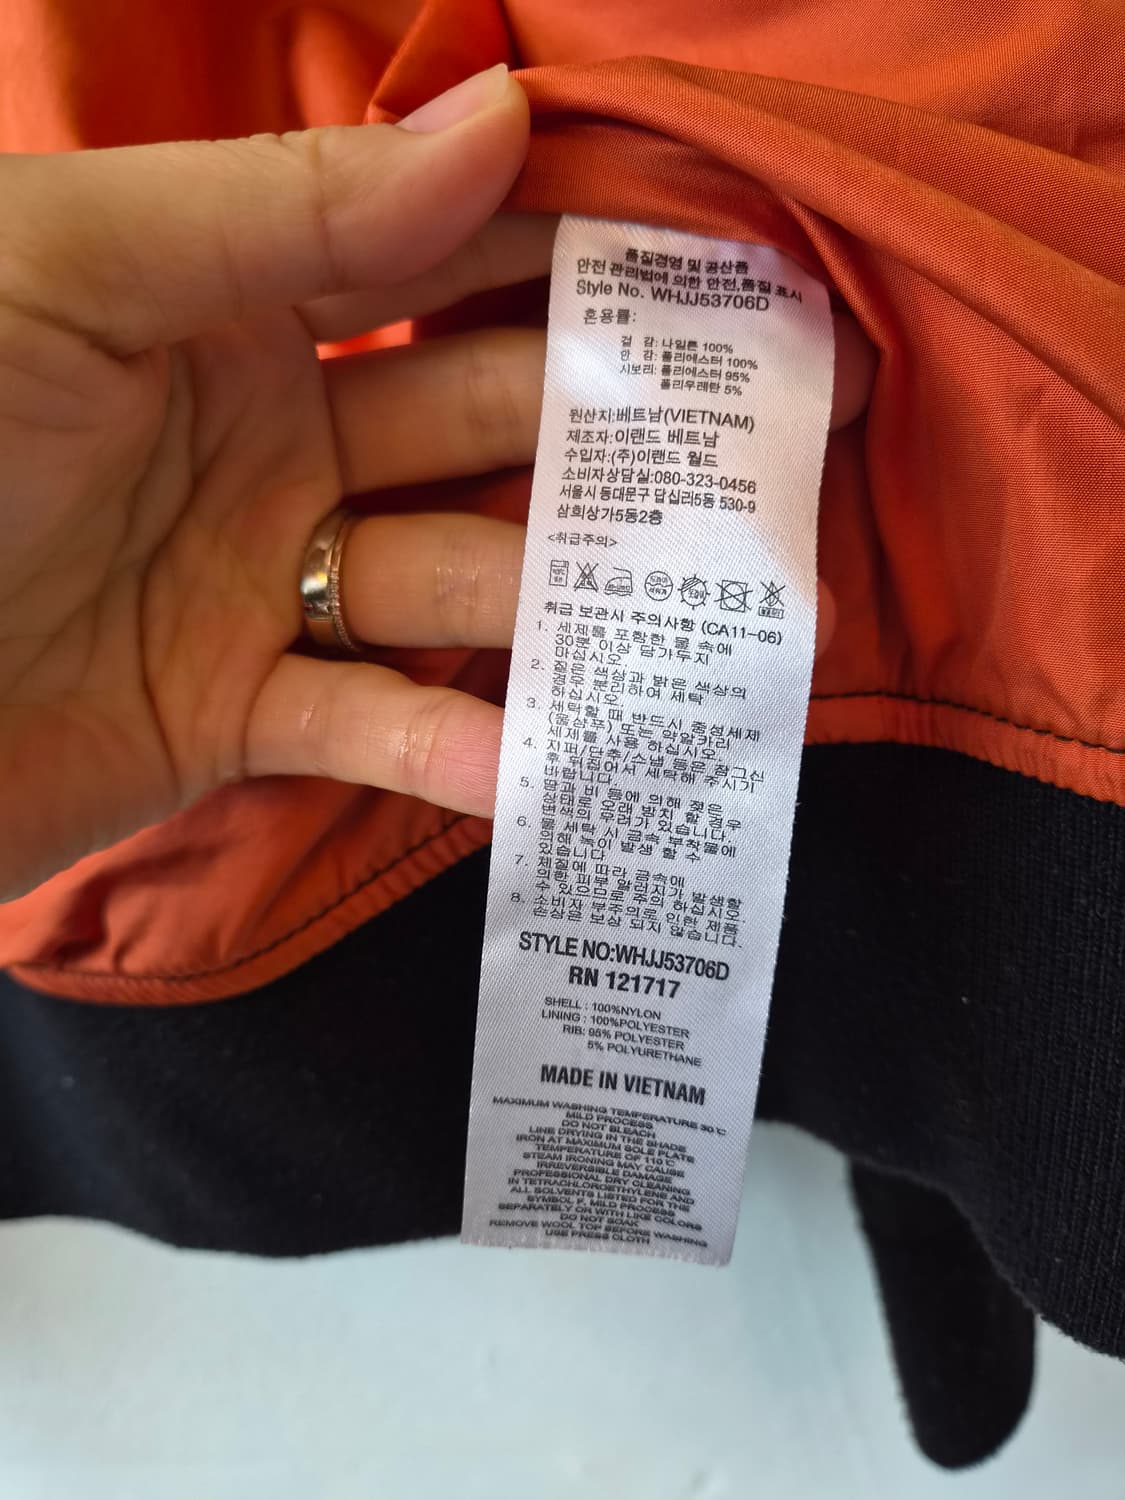 품질경영 및 공산품
안전 관리법에 의한 안전,품질 표시
Style No. WHJJ53706D
혼용률:
겉 감: 나일론 100%
안 감: 폴리에스터 100%
시보리: 폴리에스터 95%
폴리우레탄 5%
원산지:베트남(VIETNAM)
제조자:이랜드 베트남
수입자:(주)이랜드 월드
소비자상담실:080-323-0456
서울시 동대문구 답십리5동 530-9
삼희상가5동2층
<취급주의>
취급 보관시 주의사항 (CA11-06)
1. 세제를 포함한 물 속에
30분 이상 담가두지
마십시오.
2. 짙은 색상과 밝은 색상의
경우 분리하여 세탁
하십시오.
3. 세탁할 때 반드시 중성세제
(울샴푸) 또는 약알칼리
세제를 사용 하십시오.
4. 지퍼/단추/스냅 등은 잠그신
후 뒤집어서 세탁해 주시기
바랍니다.
5. 땀과 비 등에 의해 젖은
상태로 오래 방치 할 경우
변색의 우려가 있습니다.
6. 물 세탁 시 금속 부착물에
의해 녹이 발생 할 수
있습니다.
7. 체질에 따라 금속에
의한 피부 알러지가 발생할
수 있으므로 주의 하십시오.
8. 소비자 부주의로 인한 제품
손상은 보상 되지 않습니다.
STYLE NO:WHJJ53706D
RN 121717
SHELL : 100%NYLON
LINING : 100%POLYESTER
RIB: 95% POLYESTER
5% POLYURETHANE
MADE IN VIETNAM
MAXIMUM WASHING TEMPERATURE 30℃
MILD PROCESS
DO NOT BLEACH
LINE DRYING IN THE SHADE
IRON AT MAXIMUM SOLE PLATE
TEMPERATURE OF 110℃
STEAM IRONING MAY CAUSE
IRREVERSIBLE DAMAGE
PROFESSIONAL DRY CLEANING
IN TETRACHLOROETHYLENE AND
ALL SOLVENTS LISTED FOR THE
SYMBOL F, MILD PROCESS
SEPARATELY OR WITH LIKE COLORS
DO NOT SOAK
REMOVE WOOL TOP BEFORE WASHING
USE PRESS CLOTH